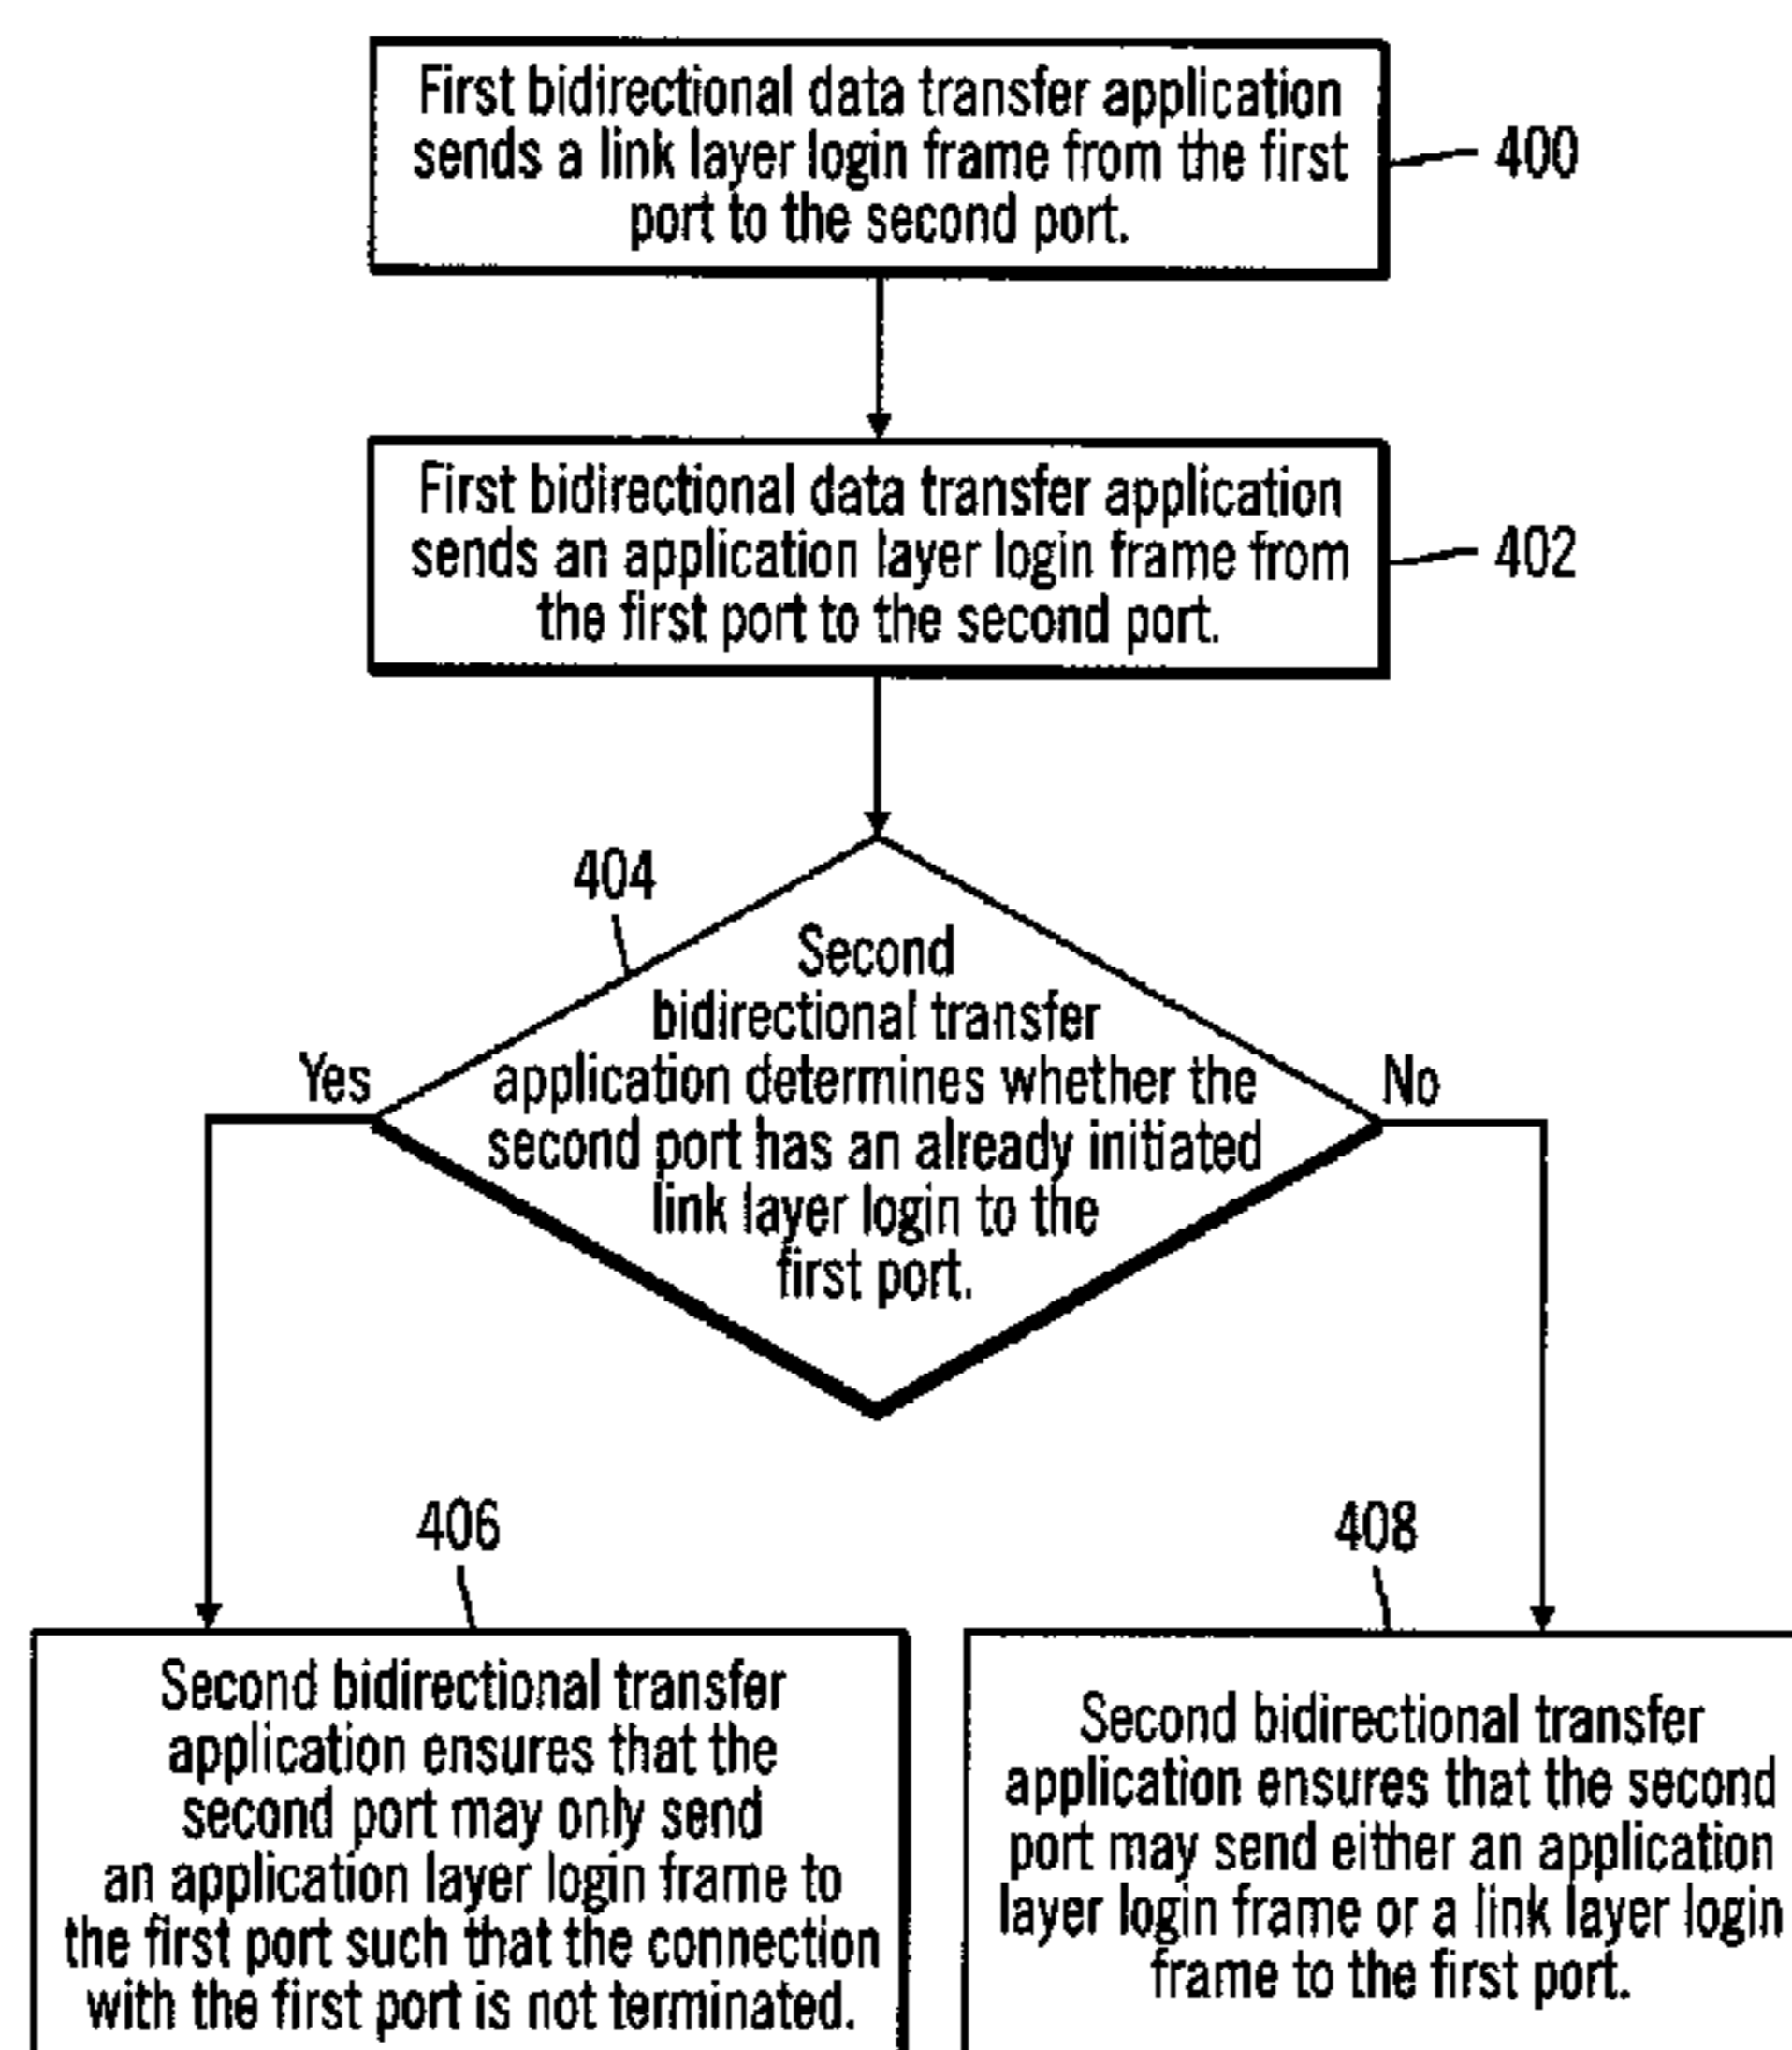 First bidirectional data transfer application
sends a link layer login frame from the first
port to the second port.
400
First bidirectional data transfer application
sends an application layer login frame from
the first port to the second port.
402
404
Second
bidirectional transfer
application determines whether the
second port has an already initiated
link layer login to the
first port.
Yes
No
406
Second bidirectional transfer
application ensures that the
second port may only send
an application layer login frame to
the first port such that the connection
with the first port is not terminated.
408
Second bidirectional transfer
application ensures that the second
port may send either an application
layer login frame or a link layer login
frame to the first port.